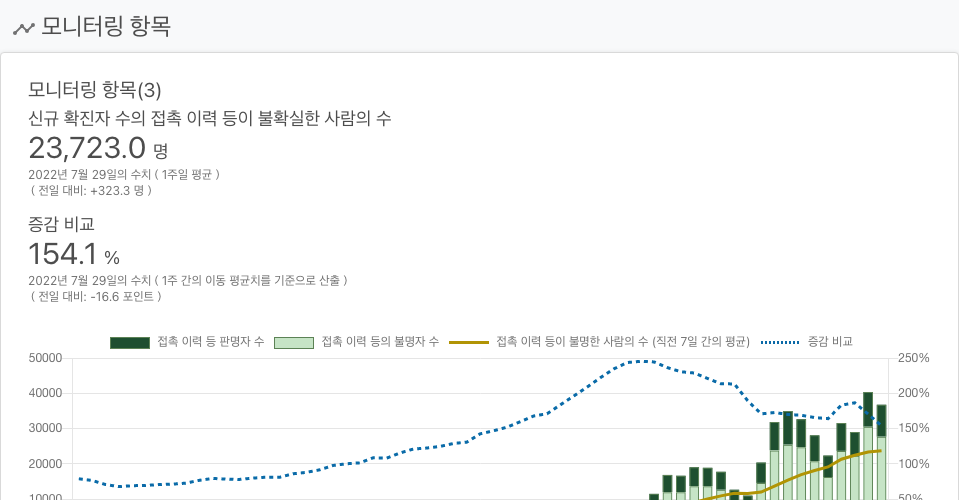 모니터링 항목
모니터링 항목(3)
신규 확진자 수의 접촉 이력 등이 불확실한 사람의 수
23,723.0 명
2022년 7월 29일의 수치 ( 1주일 평균 )
( 전일 대비: +323.3 명 )
증감 비교
154.1 %
2022년 7월 29일의 수치 ( 1주 간의 이동 평균치를 기준으로 산출 )
( 전일 대비: -16.6 포인트 )
접촉 이력 등 판명자 수 접촉 이력 등의 불명자 수 접촉 이력 등이 불명한 사람의 수 (직전 7일 간의 평균) 증감 비교
50000 250%
40000 200%
30000 150%
20000 100%
10000 50%